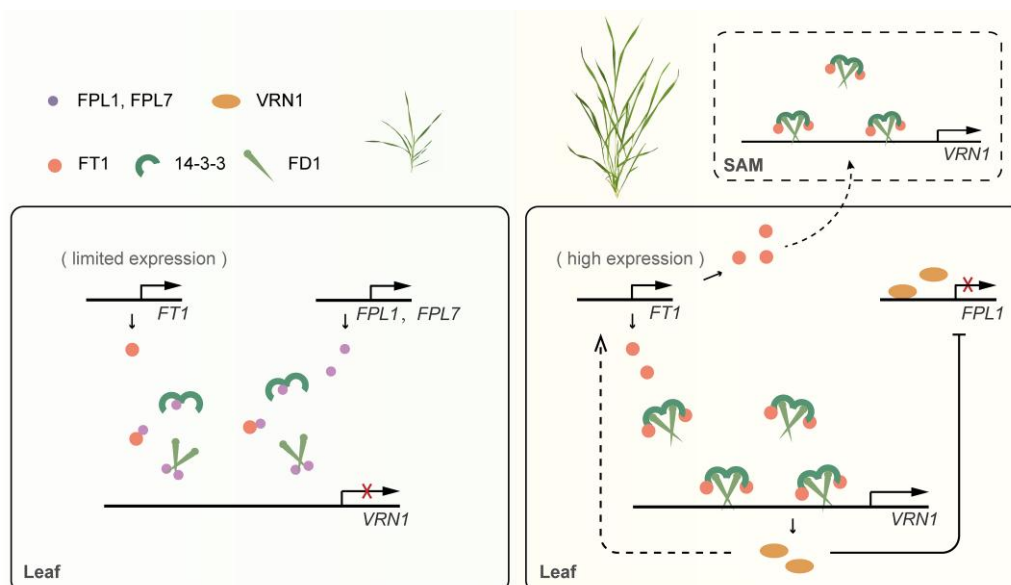 FPL1, FPL7
VRN1
FT1
14-3-3
FD1
VRN1
SAM
( limited expression )
FT1
FPL1, FPL7
VRN1
Leaf
( high expression )
FT1
FPL1
VRN1
Leaf